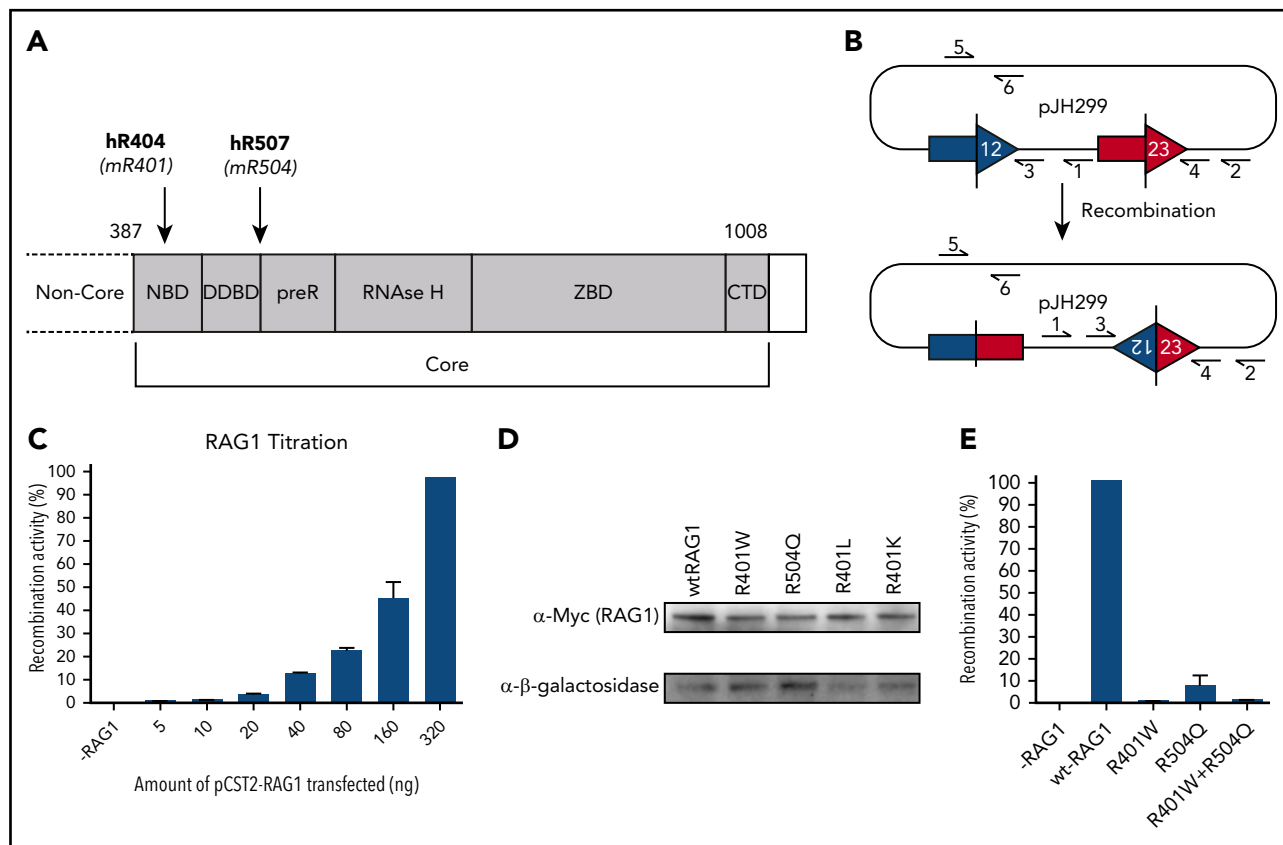 A
hR404
(mR401)
hR507
(mR504)
387
1008
Non-Core
NBD
DDBD
preR
RNAse H
ZBD
CTD
Core
B
5
6
pJH299
12
23
3
1
4
2
Recombination
5
6
pJH299
1
3
12
23
4
2
C
RAG1 Titration
Recombination activity (%)
100
90
80
70
60
50
40
30
20
10
0
-RAG1
5
10
20
40
80
160
320
Amount of pCST2-RAG1 transfected (ng)
D
wtRAG1
R401W
R504Q
R401L
R401K
α-Myc (RAG1)
α-β-galactosidase
E
Recombination activity (%)
100
90
80
70
60
50
40
30
20
10
0
-RAG1
wt-RAG1
R401W
R504Q
R401W+R504Q